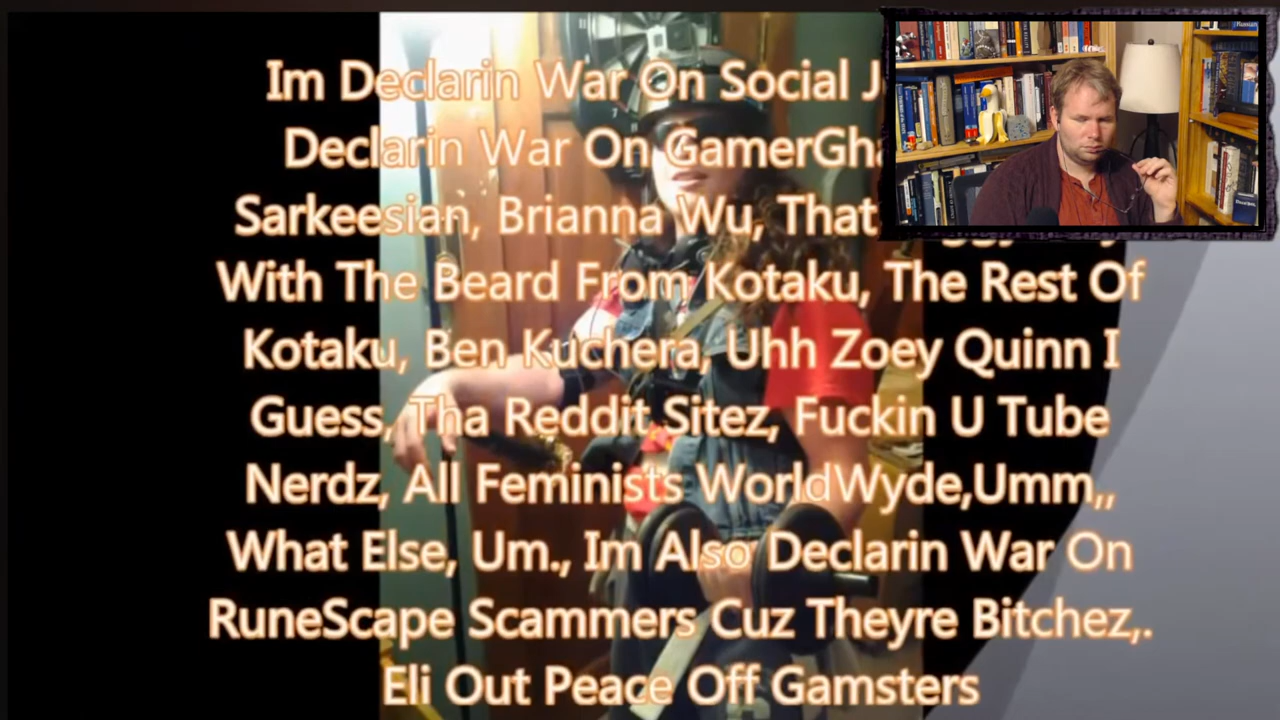 Im Declarin War On Social J
Declarin War On GamerGha
Sarkeesian, Brianna Wu, That
With The Beard From Kotaku, The Rest Of
Kotaku, Ben Kuchera, Uhh Zoey Quinn I
Guess, Tha Reddit Sitez, Fuckin U Tube
Nerdz, All Feminists WorldWyde,Umm,,
What Else, Um., Im Also Declarin War On
RuneScape Scammers Cuz Theyre Bitchez,.
Eli Out Peace Off Gamsters